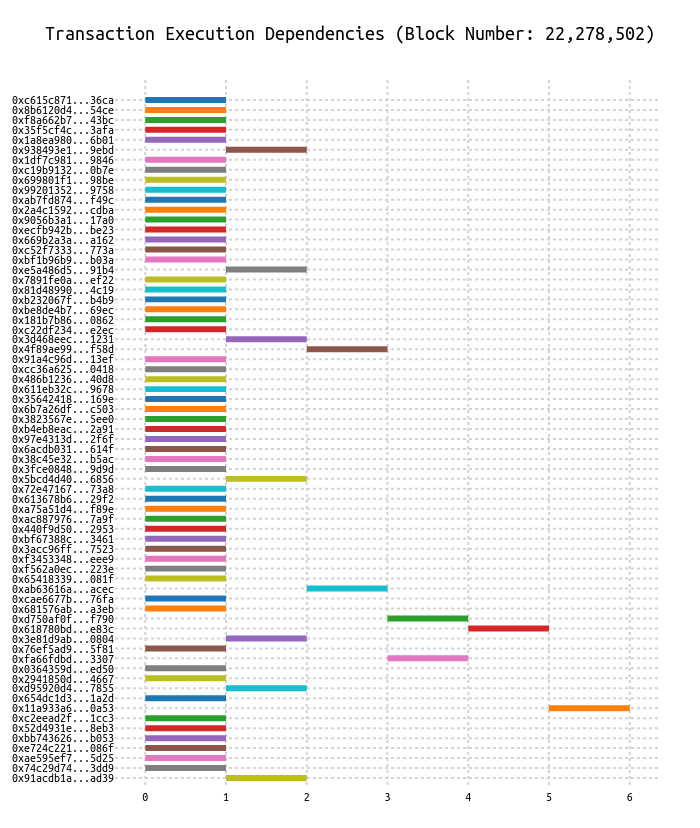 Transaction Execution Dependencies (Block Number: 22,278,502)
0xc615c871...36ca
0x8b6120d4...54ce
0xf8a662b7...43bc
0x35f5cf4c...3afa
0x1a8ea980...6b01
0x938493e1...9ebd
0x1df7c981...9846
0xc19b9132...0b7e
0x699801f1...98be
0x99201352...9758
0xab7fd874...f49c
0x2a4c1592...cdba
0x9056b3a1...17a0
0xecfb942b...be23
0x669b2a3a...a162
0xc52f7333...773a
0xbf1b96b9...b03a
0xe5a486d5...91b4
0x7891fe0a...ef22
0x81d48990...4c19
0xb232067f...b4b9
0xbe8de4b7...69ec
0x181b7b86...0862
0xc22df234...e2ec
0x3d468eec...1231
0x4f89ae99...f58d
0x91a4c96d...13ef
0xcc36a625...0418
0x486b1236...40d8
0x611eb32c...9678
0x35642418...169e
0x6b7a26df...c503
0x3823567e...5ee0
0xb4eb8eac...2a91
0x97e4313d...2f6f
0x6acdb031...614f
0x38c45e32...b5ac
0x3fce0848...9d9d
0x5bcd4d40...6856
0x72e47167...73a8
0x613678b6...29f2
0xa75a51d4...f89e
0xac887976...7a9f
0x440f9d50...2953
0xbf67388c...3461
0x3acc96ff...7523
0xf3453348...eee9
0xf562a0ec...223e
0x65418339...081f
0xab63616a...acec
0xcae6677b...76fa
0x681576ab...a3eb
0xd750af0f...f790
0x618780bd...e83c
0x3e81d9ab...0804
0x76ef5ad9...5f81
0xfa66fdbd...3307
0x0364359d...ed50
0x2941850d...4667
0xd95920d4...7855
0x654dc1d3...1a2d
0x11a933a6...0a53
0xc2eead2f...1cc3
0x52d4931e...8eb3
0xbb743626...b053
0xe724c221...086f
0xae595ef7...5d25
0x74c29d74...3dd9
0x91acdb1a...ad39
0 1 2 3 4 5 6